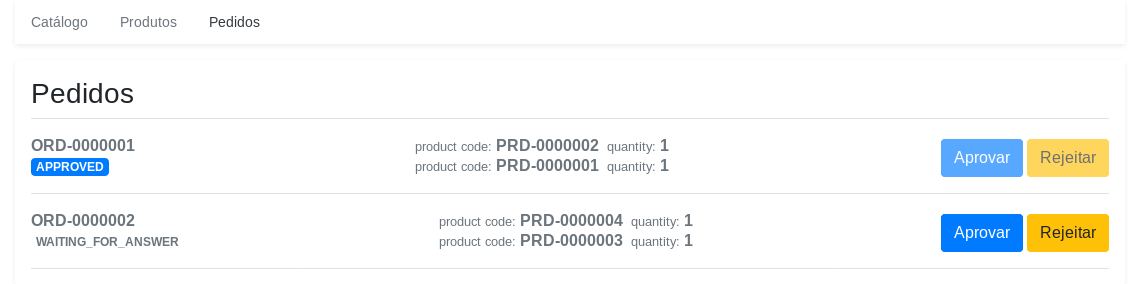 Catálogo Produtos Pedidos
Pedidos
ORD-0000001
APPROVED
product code: PRD-0000002 quantity: 1
product code: PRD-0000001 quantity: 1
Aprovar Rejeitar
ORD-0000002
WAITING_FOR_ANSWER
product code: PRD-0000004 quantity: 1
product code: PRD-0000003 quantity: 1
Aprovar Rejeitar